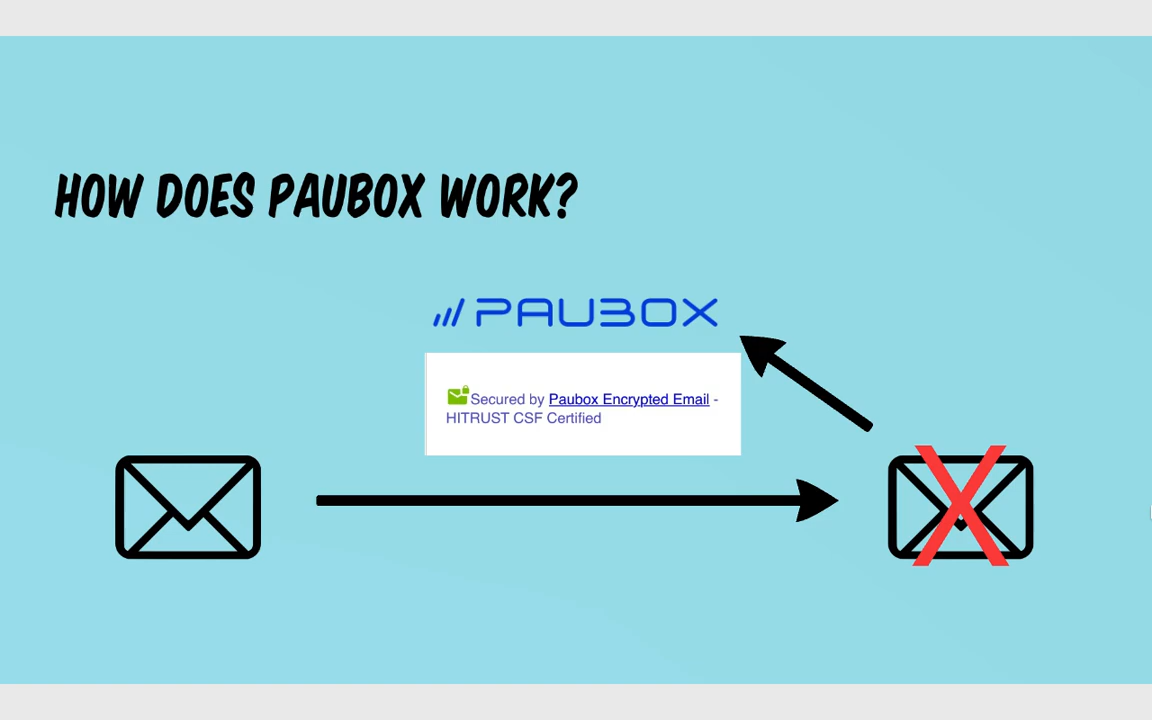 HOW DOES PAUBOX WORK?
PAUBOX
Secured by Paubox Encrypted Email -
HITRUST CSF Certified
X